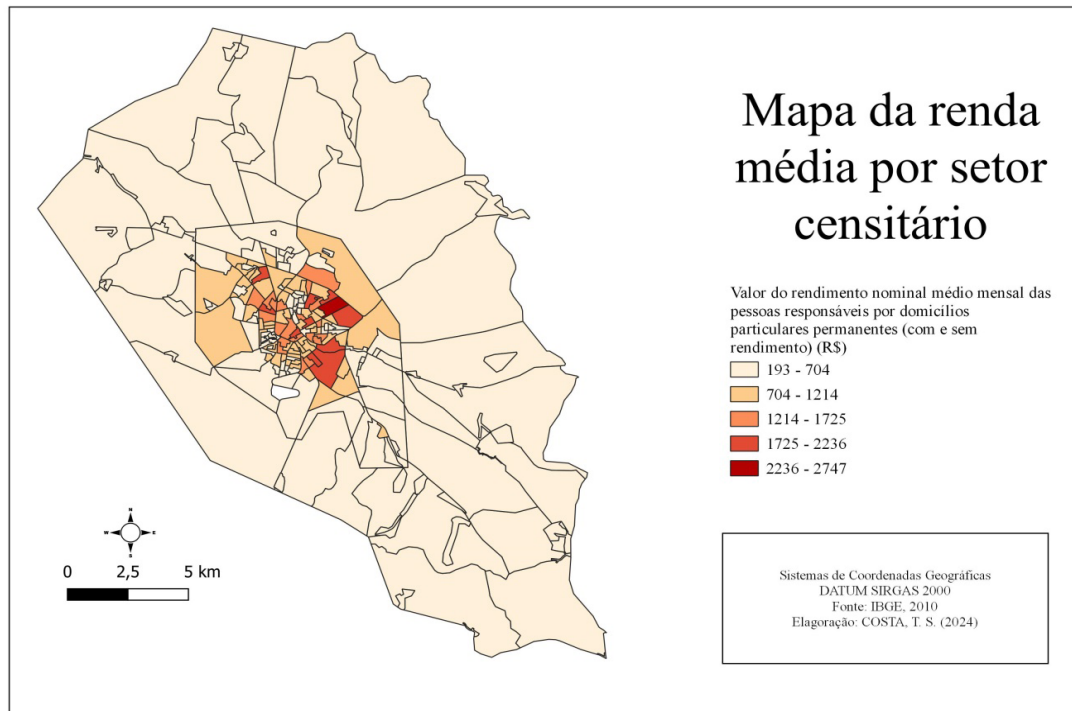 Mapa da renda
média por setor
censitário
Valor do rendimento nominal médio mensal das
pessoas responsáveis por domicílios
particulares permanentes (com e sem
rendimento) (R$)
193 - 704
704 - 1214
1214 - 1725
1725 - 2236
2236 - 2747
N
W E
S
0 2,5 5 km
Sistemas de Coordenadas Geográficas
DATUM SIRGAS 2000
Fonte: IBGE, 2010
Elagoração: COSTA, T. S. (2024)